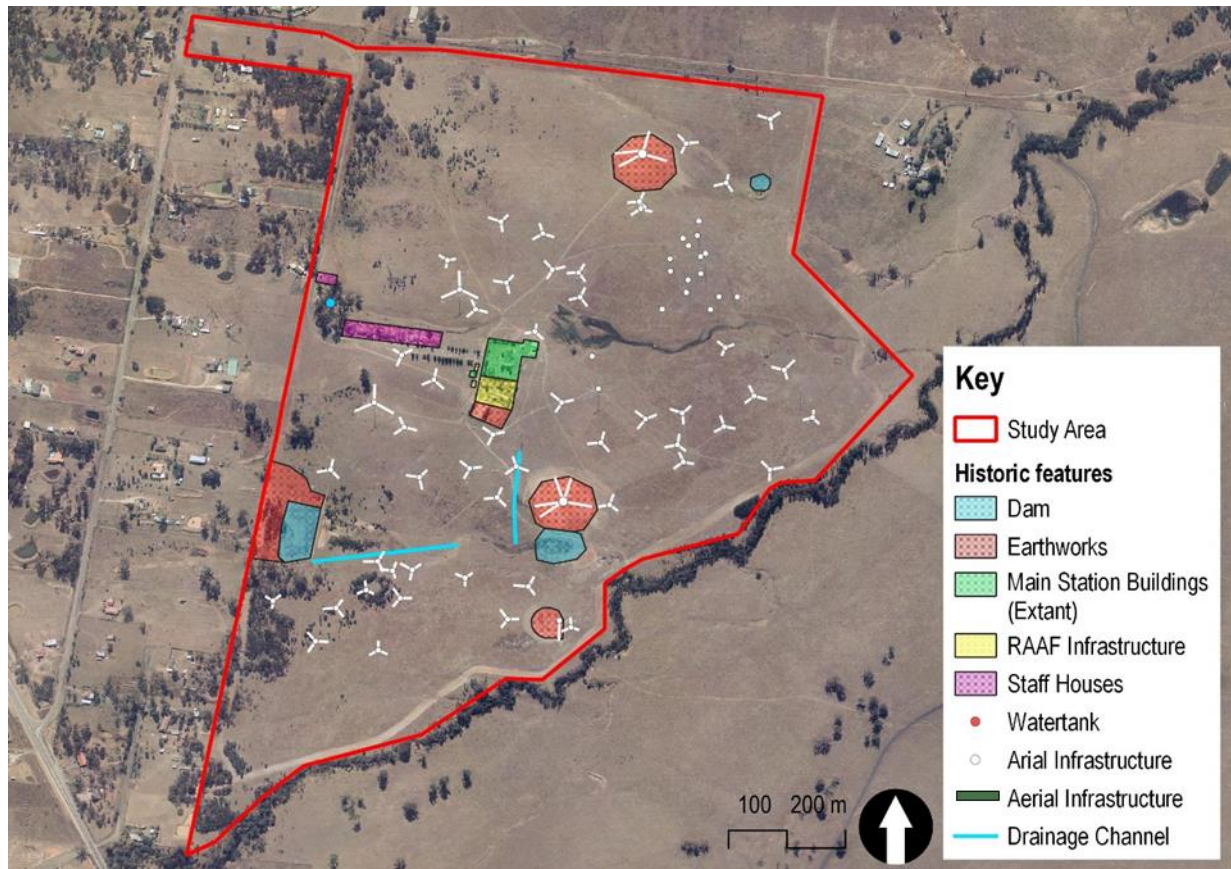 Key
Study Area
Historic features
Dam
Earthworks
Main Station Buildings
(Extant)
RAAF Infrastructure
Staff Houses
Watertank
Arial Infrastructure
Aerial Infrastructure
Drainage Channel
100 200 m